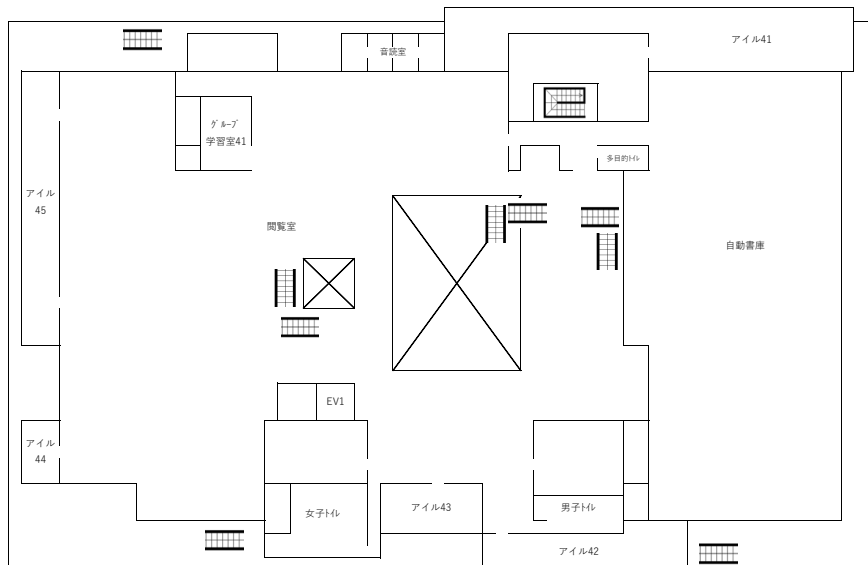 アイル41
音読室
ｸﾞﾙｰﾌﾟ
学習室41
多目的ﾄｲﾚ
アイル
45
閲覧室
自動書庫
EV1
アイル
44
女子ﾄｲﾚ
アイル43
男子ﾄｲﾚ
アイル42